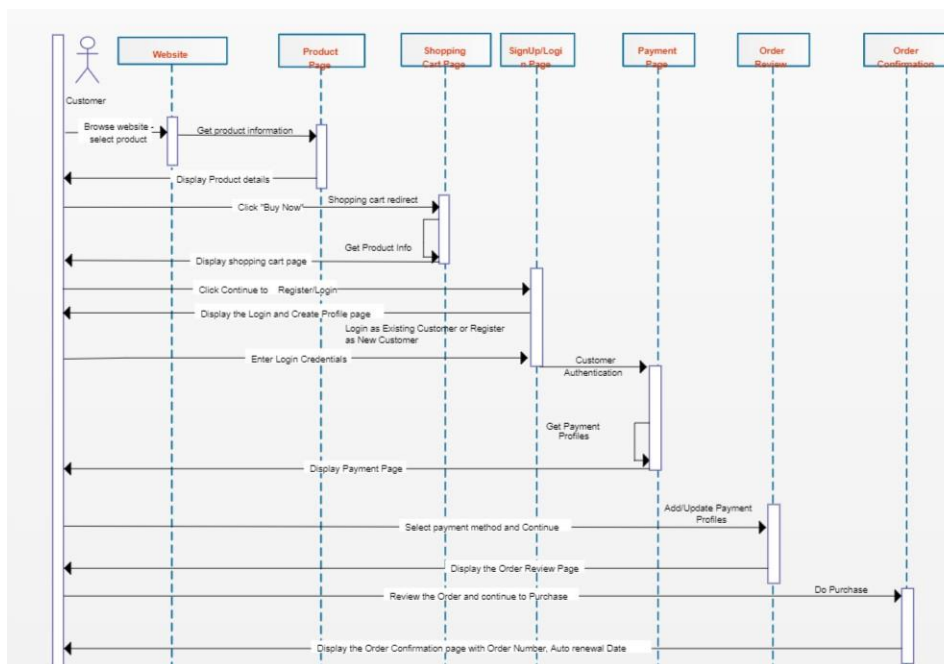 Website
Product
Page
Shopping
Cart Page
SignUp/Logi
n Page
Payment
Page
Order
Review
Order
Confirmation
Customer
Browse website -
select product
Get product information
Display Product details
Shopping cart redirect
Click "Buy Now"
Get Product Info
Display shopping cart page
Click Continue to Register/Login
Display the Login and Create Profile page
Login as Existing Customer or Register
as New Customer
Enter Login Credentials
Customer
Authentication
Get Payment
Profiles
Display Payment Page
Add/Update Payment
Profiles
Select payment method and Continue
Display the Order Review Page
Do Purchase
Review the Order and continue to Purchase
Display the Order Confirmation page with Order Number, Auto renewal Date